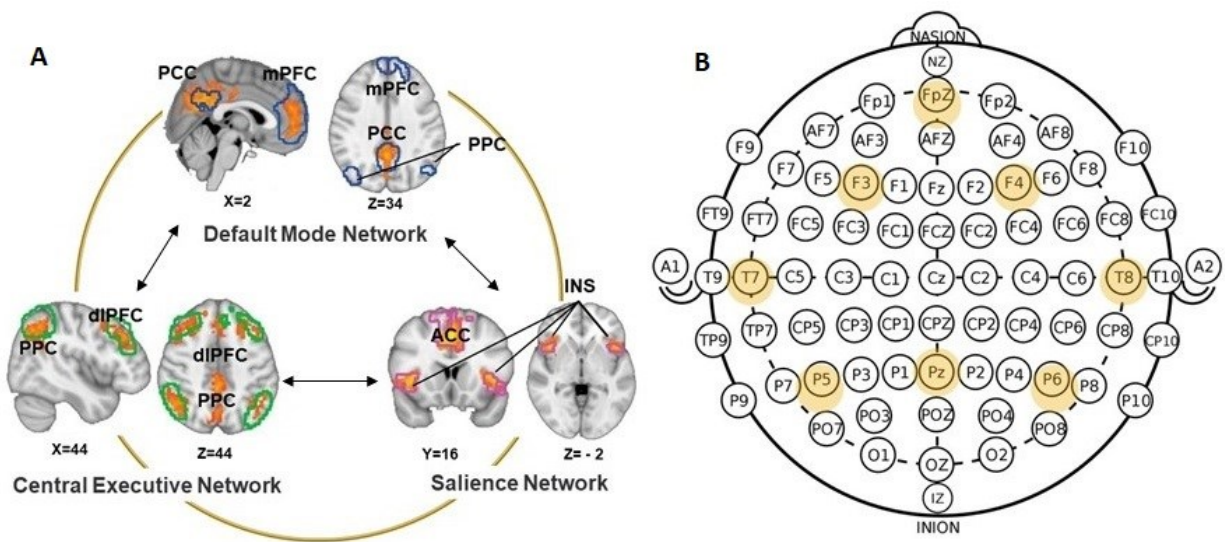 A
PCC
mPFC
mPFC
PCC
PPC
X=2
Z=34
Default Mode Network
PPC
dlPFC
dlPFC
PPC
X=44
Z=44
Central Executive Network
INS
ACC
Y=16
Z= - 2
Salience Network
B
NASION
NZ
Fp1 FpZ Fp2
AF7 AF3 AFZ AF4 AF8
F9 F7 F5 F3 F1 Fz F2 F4 F6 F8 F10
FT9 FT7 FC5 FC3 FC1 FCZ FC2 FC4 FC6 FC8 FC10
A1 T9 T7 C5 C3 C1 Cz C2 C4 C6 T8 T10 A2
TP9 TP7 CP5 CP3 CP1 CPZ CP2 CP4 CP6 CP8 CP10
P9 P7 P5 P3 P1 Pz P2 P4 P6 P8 P10
PO7 PO3 POZ PO4 PO8
O1 OZ O2
IZ
INION